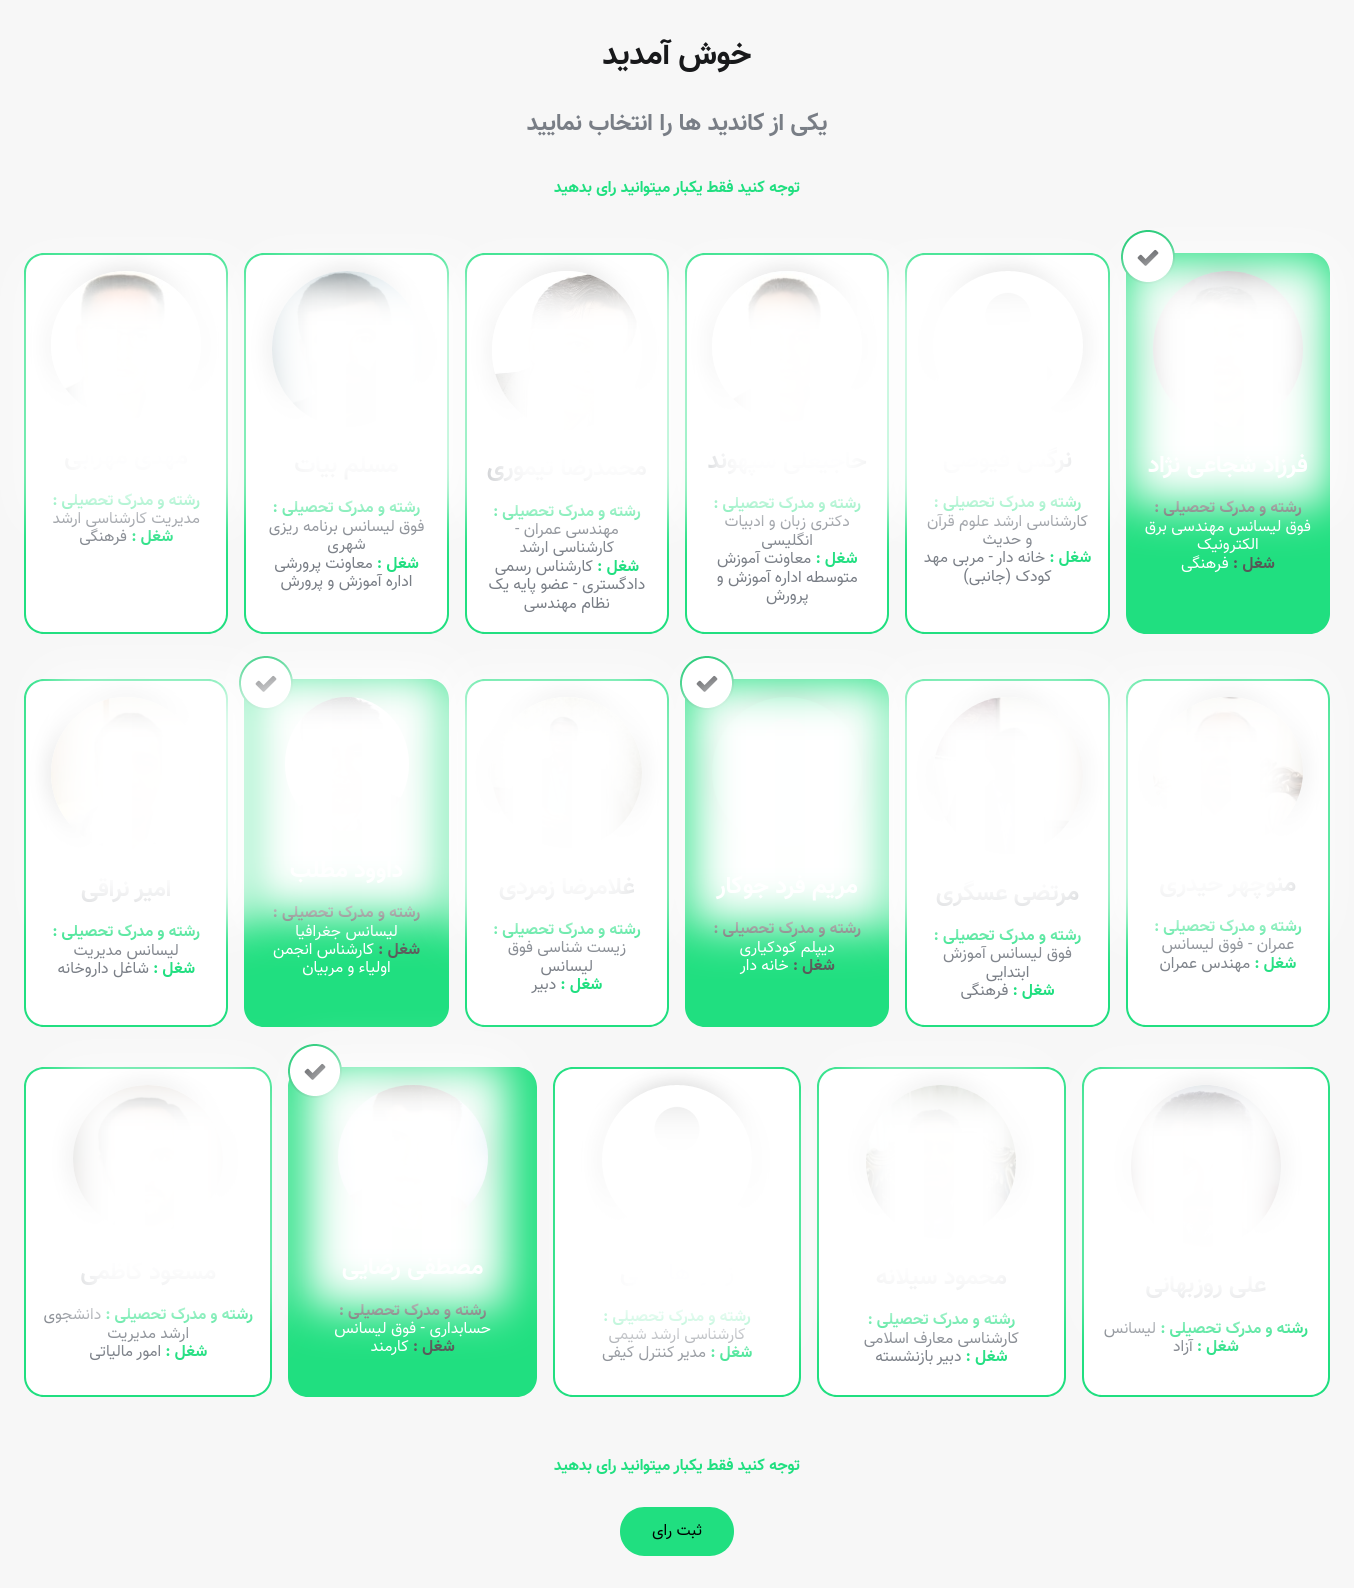 خوش آمدید
یکی از کاندید ها را انتخاب نمایید
توجه کنید فقط یکبار میتوانید رای بدهید
فرزاد شجاعی نژاد
رشته و مدرک تحصیلی :
فوق لیسانس مهندسی برق
الکترونیک
شغل : فرهنگی
رشته و مدرک تحصیلی :
کارشناسی ارشد علوم قرآن
و حدیث
شغل : خانه دار - مربی مهد
کودک (جانبی)
رشته و مدرک تحصیلی :
دکتری زبان و ادبیات
انگلیسی
شغل : معاونت آموزش
متوسطه اداره آموزش و
پرورش
محمدرضا تیموری
رشته و مدرک تحصیلی :
مهندسی عمران -
کارشناسی ارشد
شغل : کارشناس رسمی
دادگستری - عضو پایه یک
نظام مهندسی
مسلم بیات
رشته و مدرک تحصیلی :
فوق لیسانس برنامه ریزی
شهری
شغل : معاونت پرورشی
اداره آموزش و پرورش
رشته و مدرک تحصیلی :
مدیریت کارشناسی ارشد
شغل : فرهنگی
منوچهر حیدری
رشته و مدرک تحصیلی :
عمران - فوق لیسانس
شغل : مهندس عمران
مرتضی عسگری
رشته و مدرک تحصیلی :
فوق لیسانس آموزش
ابتدایی
شغل : فرهنگی
مریم فرد جوکار
رشته و مدرک تحصیلی :
دیپلم کودکیاری
شغل : خانه دار
غلامرضا زمردی
رشته و مدرک تحصیلی :
زیست شناسی فوق
لیسانس
شغل : دبیر
رشته و مدرک تحصیلی :
لیسانس جغرافیا
شغل : کارشناس انجمن
اولیاء و مربیان
امیر نراقی
رشته و مدرک تحصیلی :
لیسانس مدیریت
شغل : شاغل داروخانه
علی روزبهانی
رشته و مدرک تحصیلی : لیسانس
شغل : آزاد
محمود سیلانه
رشته و مدرک تحصیلی :
کارشناسی معارف اسلامی
شغل : دبیر بازنشسته
رشته و مدرک تحصیلی :
کارشناسی ارشد شیمی
شغل : مدیر کنترل کیفی
مصطفی رضایی
رشته و مدرک تحصیلی :
حسابداری - فوق لیسانس
شغل : کارمند
مسعود کاظمی
رشته و مدرک تحصیلی : دانشجوی
ارشد مدیریت
شغل : امور مالیاتی
توجه کنید فقط یکبار میتوانید رای بدهید
ثبت رای